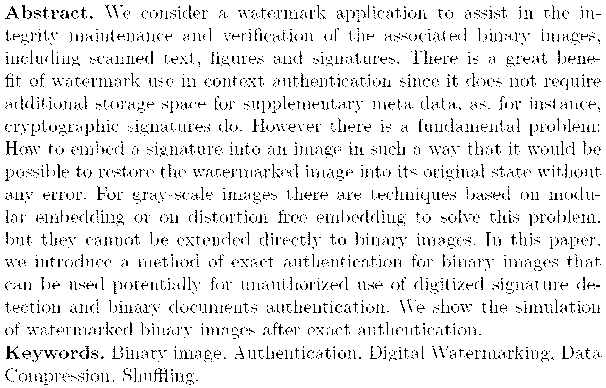 Abstract. We consider a watermark application to assist in the in-
tegrity maintenance and verification of the associated binary images,
including scanned text, figures and signatures. There is a great bene-
fit of watermark use in context authentication since it does not require
additional storage space for supplementary meta data, as, for instance,
cryptographic signatures do. However there is a fundamental problem:
How to embed a signature into an image in such a way that it would be
possible to restore the watermarked image into its original state without
any error. For gray-scale images there are techniques based on modu-
lar embedding or on distortion free embedding to solve this problem,
but they cannot be extended directly to binary images. In this paper,
we introduce a method of exact authentication for binary images that
can be used potentially for unauthorized use of digitized signature de-
tection and binary documents authentication. We show the simulation
of watermarked binary images after exact authentication.
Keywords. Binary image, Authentication, Digital Watermarking, Data
Compression, Shuffling.